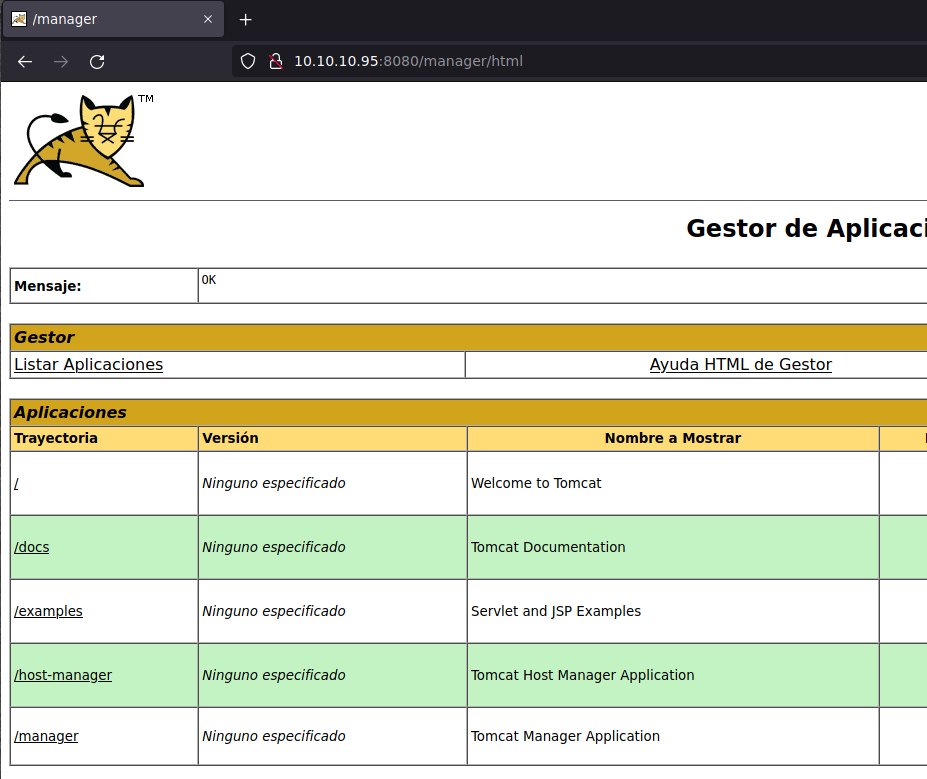 /manager
10.10.10.95:8080/manager/html
TM
Gestor de Aplicaci
Mensaje: OK
Gestor
Listar Aplicaciones Ayuda HTML de Gestor
Aplicaciones
Trayectoria Versión Nombre a Mostrar
/ Ninguno especificado Welcome to Tomcat
/docs Ninguno especificado Tomcat Documentation
/examples Ninguno especificado Servlet and JSP Examples
/host-manager Ninguno especificado Tomcat Host Manager Application
/manager Ninguno especificado Tomcat Manager Application